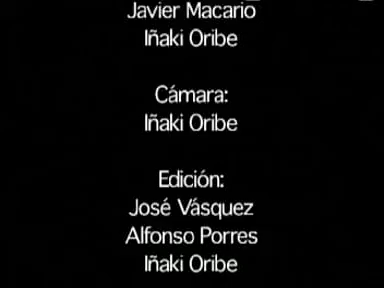 Javier Macario
Iñaki Oribe
Cámara:
Iñaki Oribe
Edición:
José Vásquez
Alfonso Porres
Iñaki Oribe